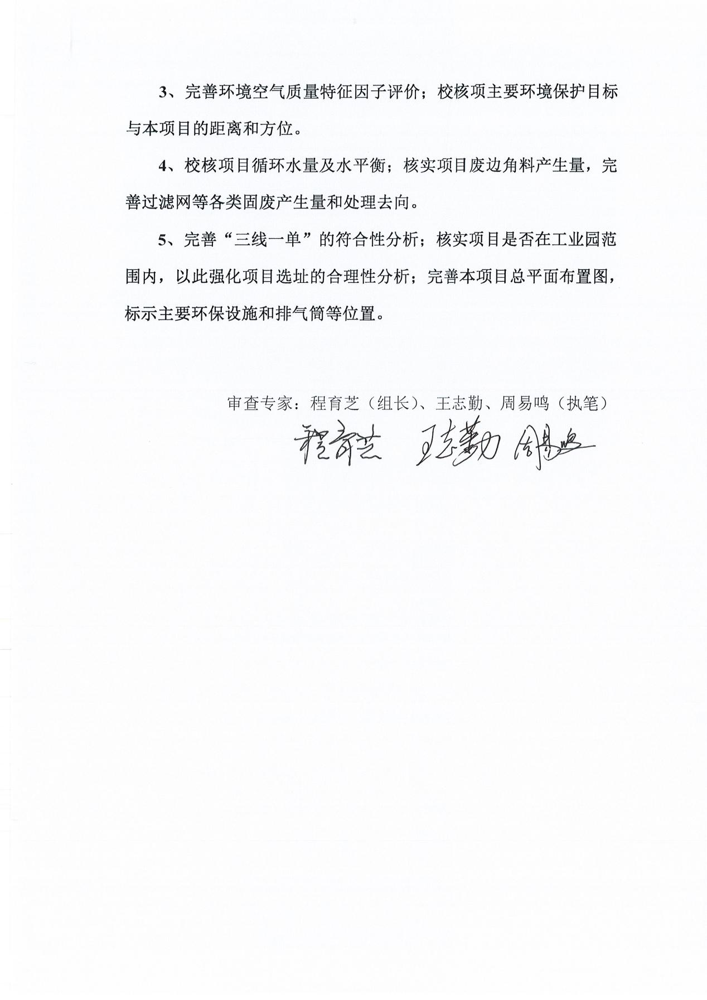 3、完善环境空气质量特征因子评价；校核项主要环境保护目标
与本项目的距离和方位。
4、校核项目循环水量及水平衡；核实项目废边角料产生量，完
善过滤网等各类固废产生量和处理去向。
5、完善“三线一单”的符合性分析；核实项目是否在工业园范
围内，以此强化项目选址的合理性分析；完善本项目总平面布置图，
标示主要环保设施和排气筒等位置。
审查专家：程育芝（组长）、王志勤、周易鸣（执笔）
程育芝 王志勤 周易鸣